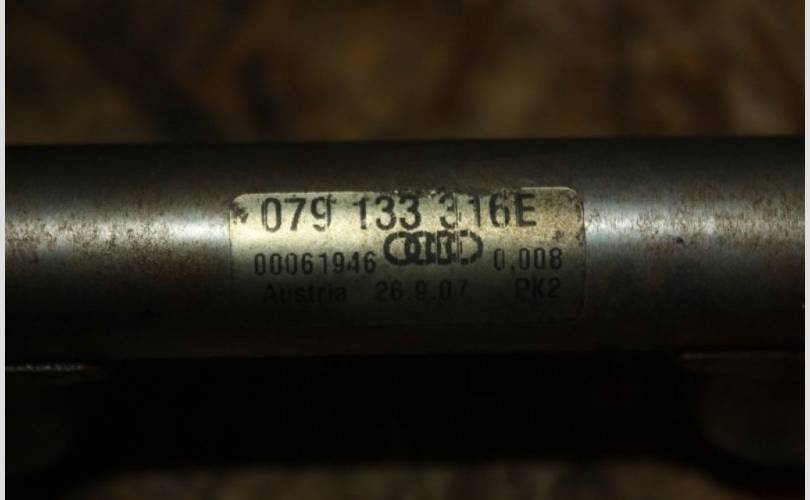 079 133 316E
00061946 0,008
Austria 26.9.07 PK2